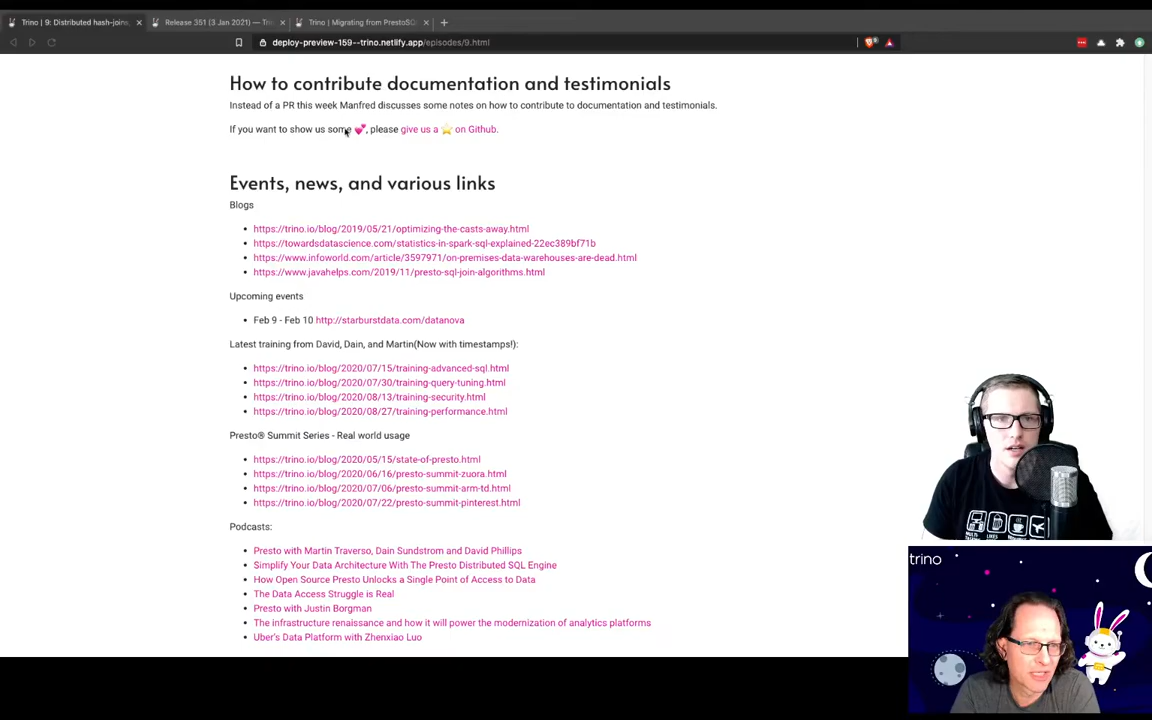 Trino | 9: Distributed hash-joins,
Release 351 (3 Jan 2021) — Tri
Trino | Migrating from PrestoSQ
deploy-preview-159--trino.netlify.app/episodes/9.html
How to contribute documentation and testimonials
Instead of a PR this week Manfred discusses some notes on how to contribute to documentation and testimonials.
If you want to show us some 💕, please give us a ⭐ on Github.
Events, news, and various links
Blogs
https://trino.io/blog/2019/05/21/optimizing-the-casts-away.html
https://towardsdatascience.com/statistics-in-spark-sql-explained-22ec389bf71b
https://www.infoworld.com/article/3597971/on-premises-data-warehouses-are-dead.html
https://www.javahelps.com/2019/11/presto-sql-join-algorithms.html
Upcoming events
Feb 9 - Feb 10 http://starburstdata.com/datanova
Latest training from David, Dain, and Martin(Now with timestamps!):
https://trino.io/blog/2020/07/15/training-advanced-sql.html
https://trino.io/blog/2020/07/30/training-query-tuning.html
https://trino.io/blog/2020/08/13/training-security.html
https://trino.io/blog/2020/08/27/training-performance.html
Presto® Summit Series - Real world usage
https://trino.io/blog/2020/05/15/state-of-presto.html
https://trino.io/blog/2020/06/16/presto-summit-zuora.html
https://trino.io/blog/2020/07/06/presto-summit-arm-td.html
https://trino.io/blog/2020/07/22/presto-summit-pinterest.html
Podcasts:
Presto with Martin Traverso, Dain Sundstrom and David Phillips
Simplify Your Data Architecture With The Presto Distributed SQL Engine
How Open Source Presto Unlocks a Single Point of Access to Data
The Data Access Struggle is Real
Presto with Justin Borgman
The infrastructure renaissance and how it will power the modernization of analytics platforms
Uber's Data Platform with Zhenxiao Luo
trino